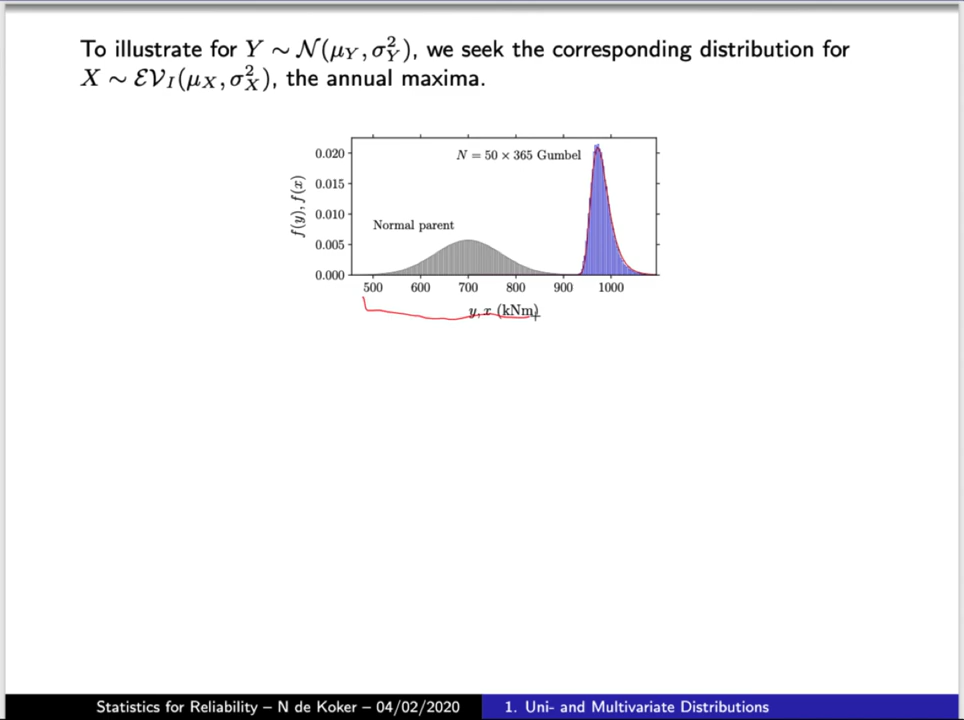 To illustrate for Y ∼ 𝒩(μ_Y, σ²_Y), we seek the corresponding distribution for
X ∼ ℰ𝒱_I(μ_X, σ²_X), the annual maxima.
N = 50 × 365 Gumbel
Normal parent
f(y), f(x)
0.020
0.015
0.010
0.005
0.000
500 600 700 800 900 1000
y, x (kNm)
Statistics for Reliability – N de Koker – 04/02/2020 1. Uni- and Multivariate Distributions